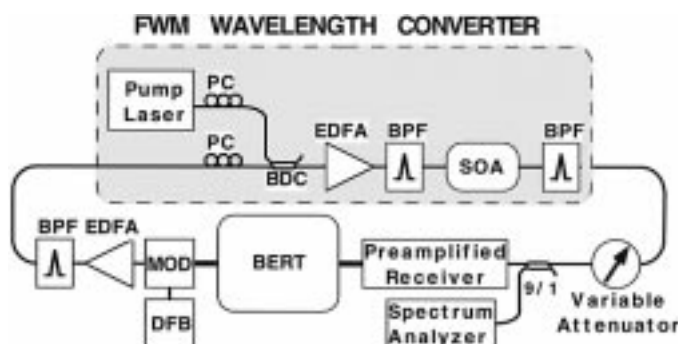 FWM WAVELENGTH CONVERTER
Pump
Laser
PC
PC
BDC
EDFA
BPF
SOA
BPF
BPF
EDFA
MOD
DFB
BERT
Preamplified
Receiver
9/1
Spectrum
Analyzer
Variable
Attenuator